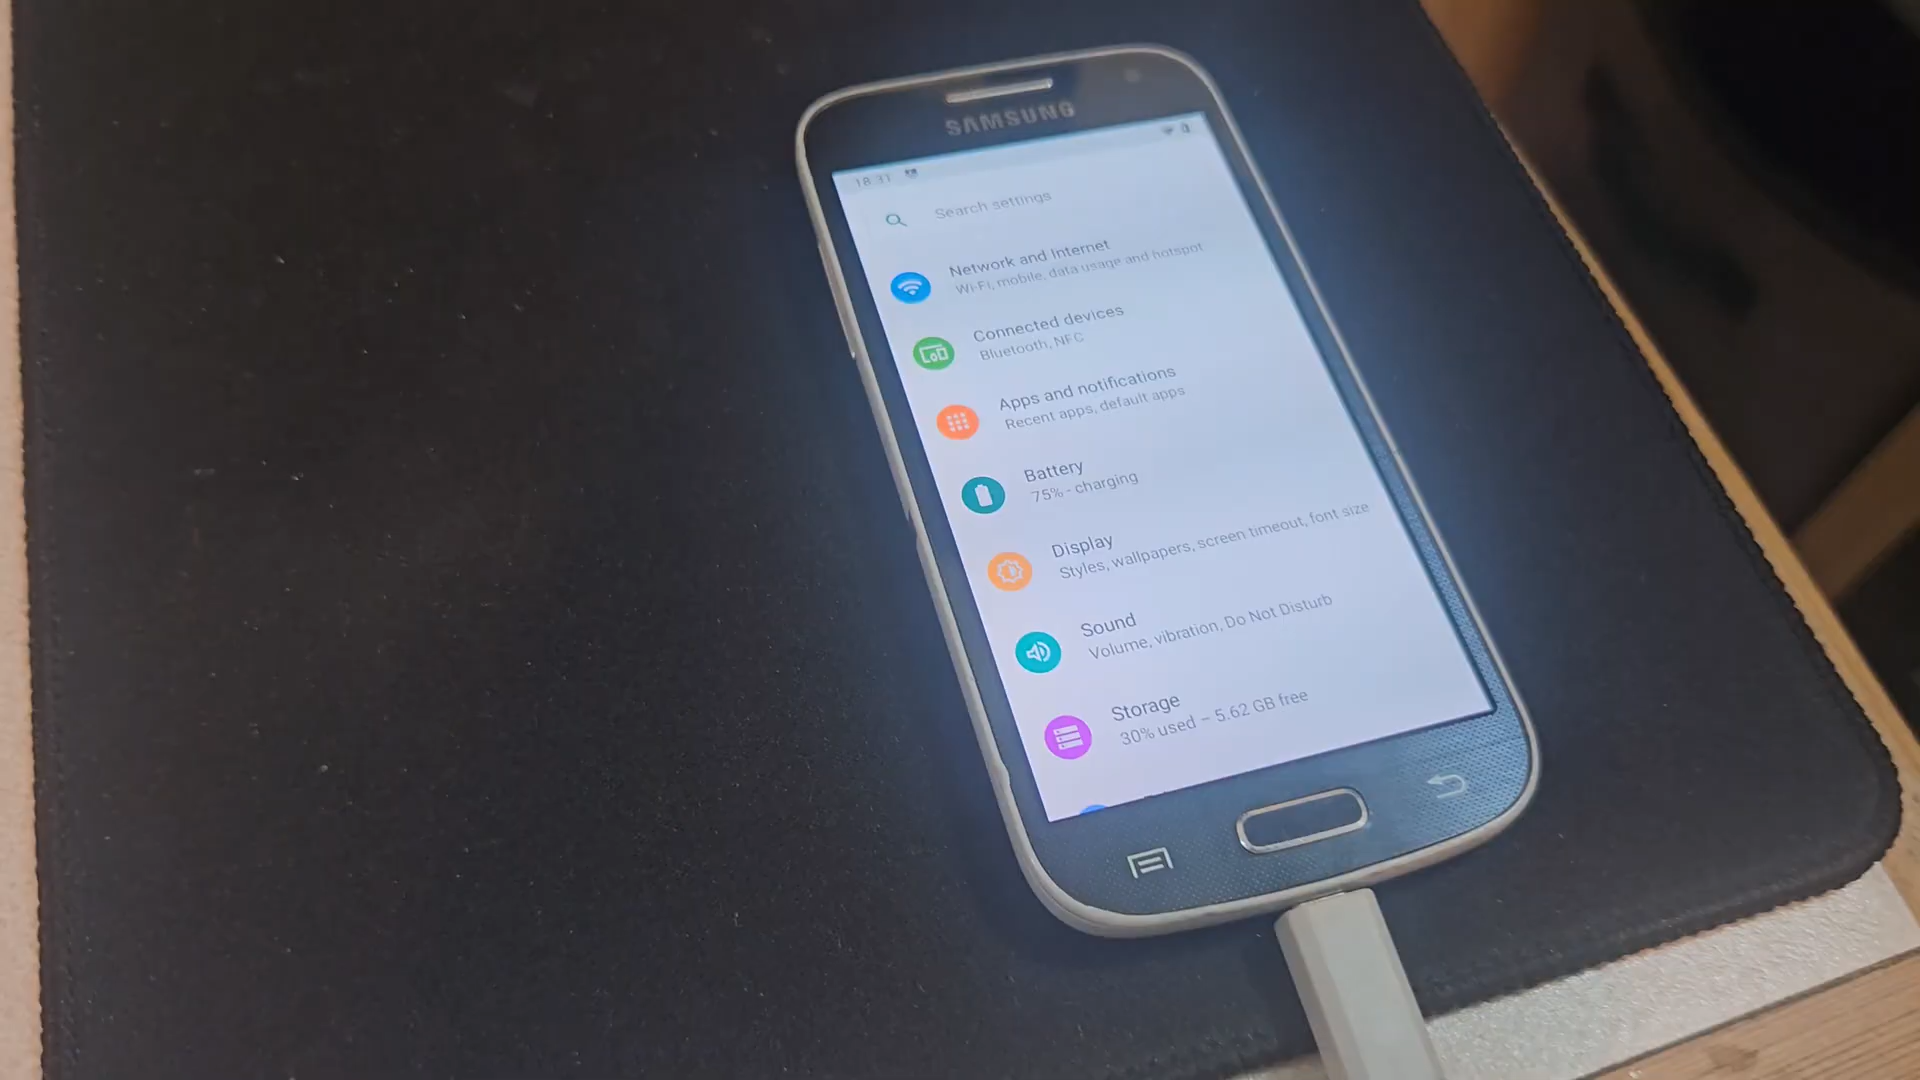 SAMSUNG
18:31
Search settings
Network and Internet
Wi-Fi, mobile, data usage and hotspot
Connected devices
Bluetooth, NFC
Apps and notifications
Recent apps, default apps
Battery
75% - charging
Display
Styles, wallpapers, screen timeout, font size
Sound
Volume, vibration, Do Not Disturb
Storage
30% used – 5.62 GB free